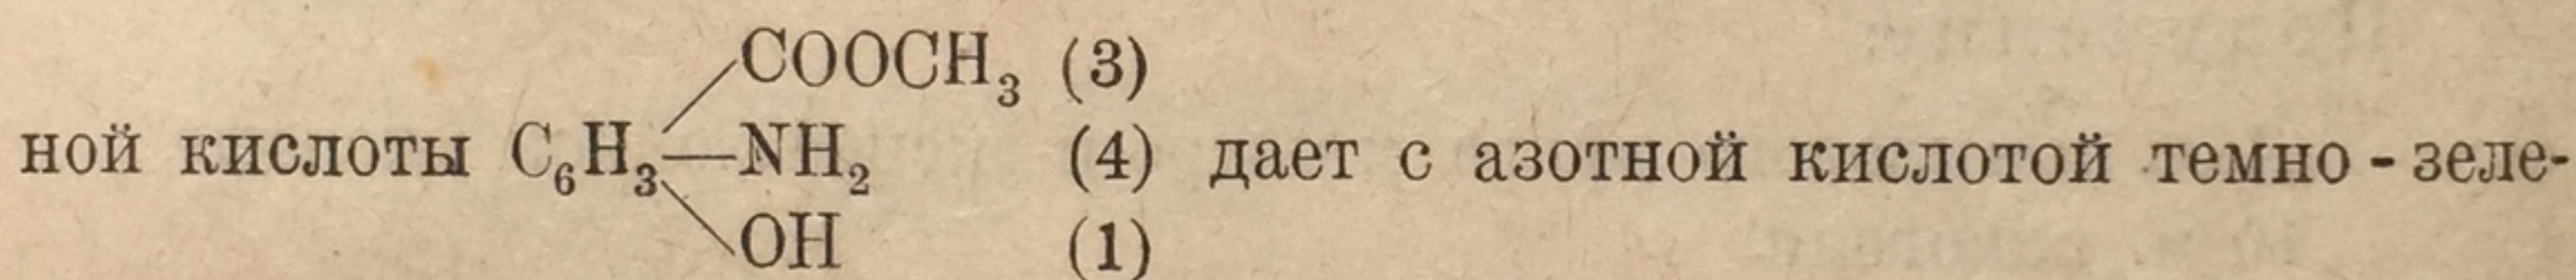 COOCH₃ (3)
ной кислоты C₆H₃—NH₂ (4) дает с азотной кислотой темно-зеле-
OH (1)